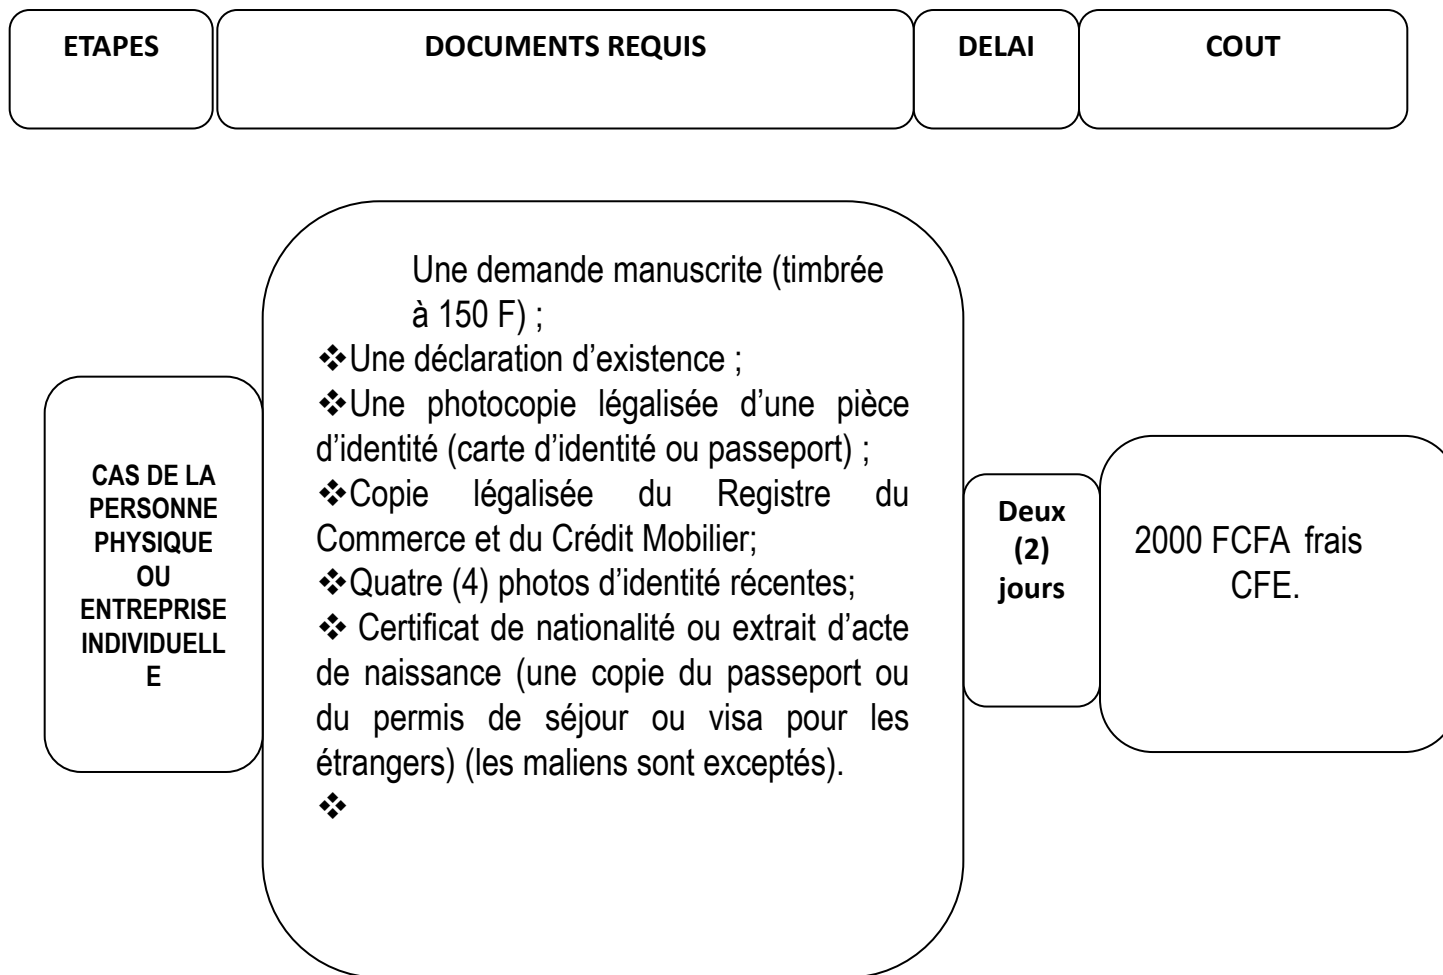 ETAPES
DOCUMENTS REQUIS
DELAI
COUT
CAS DE LA
PERSONNE
PHYSIQUE
OU
ENTREPRISE
INDIVIDUELL
E
Une demande manuscrite (timbrée
à 150 F) ;
❖Une déclaration d’existence ;
❖Une photocopie légalisée d’une pièce
d’identité (carte d’identité ou passeport) ;
❖Copie légalisée du Registre du
Commerce et du Crédit Mobilier;
❖Quatre (4) photos d’identité récentes;
❖ Certificat de nationalité ou extrait d’acte
de naissance (une copie du passeport ou
du permis de séjour ou visa pour les
étrangers) (les maliens sont exceptés).
❖
Deux
(2)
jours
2000 FCFA frais
CFE.